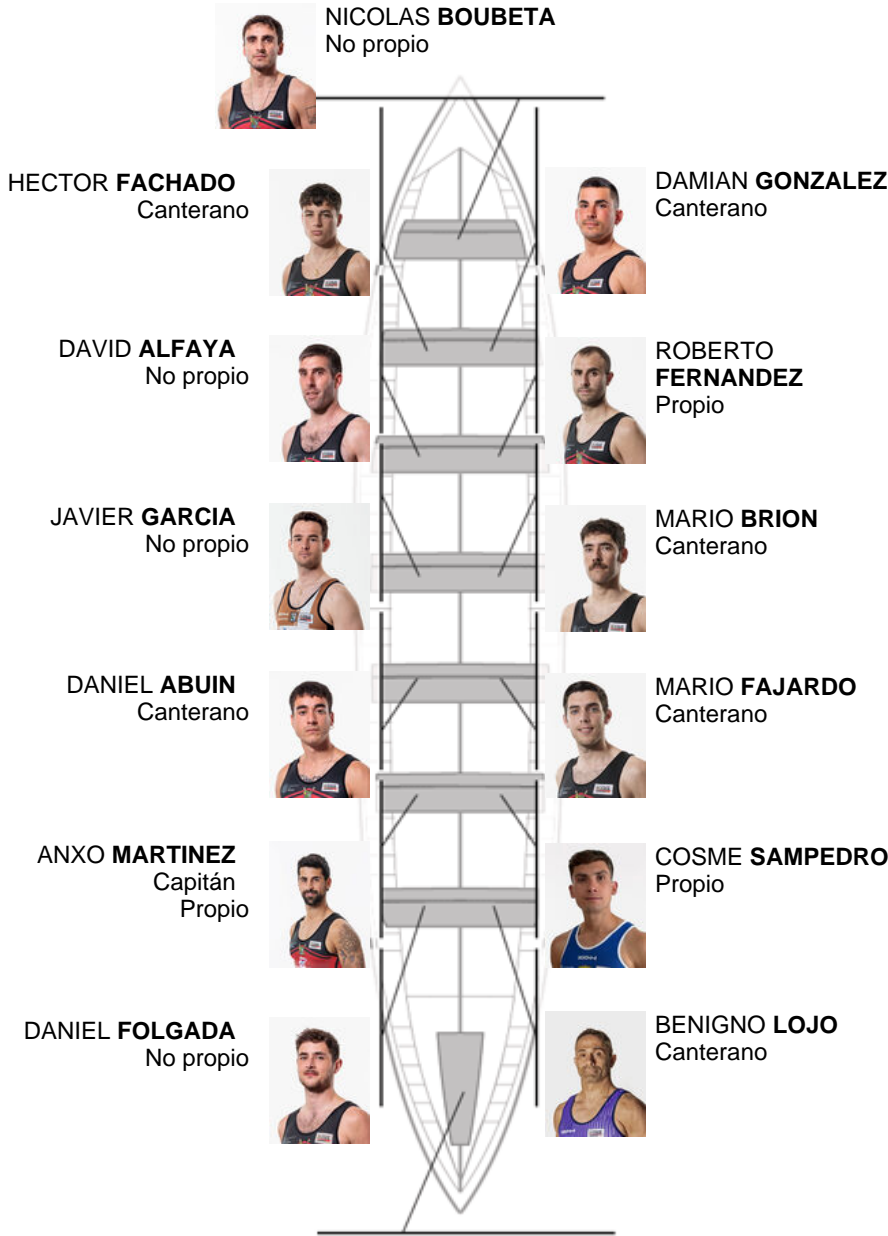 NICOLAS BOUBETA
No propio
HECTOR FACHADO
Canterano
DAMIAN GONZALEZ
Canterano
DAVID ALFAYA
No propio
ROBERTO
FERNANDEZ
Propio
JAVIER GARCIA
No propio
MARIO BRION
Canterano
DANIEL ABUIN
Canterano
MARIO FAJARDO
Canterano
ANXO MARTINEZ
Capitán
Propio
COSME SAMPEDRO
Propio
DANIEL FOLGADA
No propio
BENIGNO LOJO
Canterano